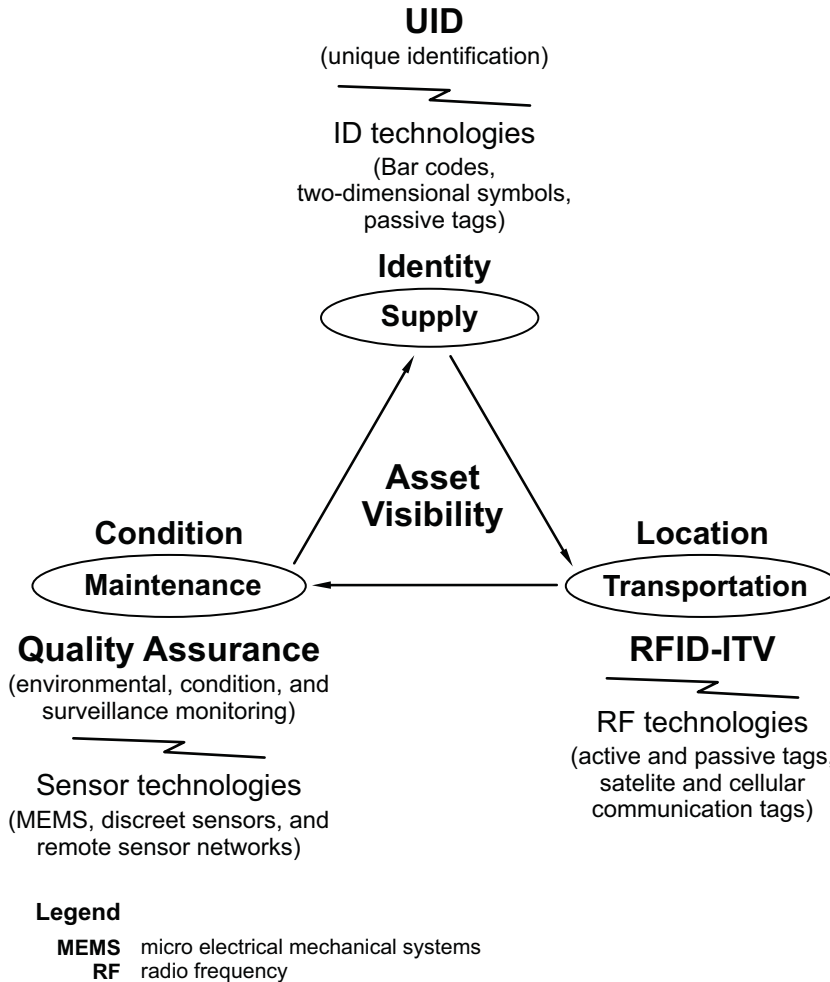 UID
(unique identification)
ID technologies
(Bar codes,
two-dimensional symbols,
passive tags)
Identity
Supply
Asset
Visibility
Condition
Maintenance
Quality Assurance
(environmental, condition, and
surveillance monitoring)
Sensor technologies
(MEMS, discreet sensors, and
remote sensor networks)
Location
Transportation
RFID-ITV
RF technologies
(active and passive tags,
satelite and cellular
communication tags)
Legend
MEMS micro electrical mechanical systems
RF radio frequency